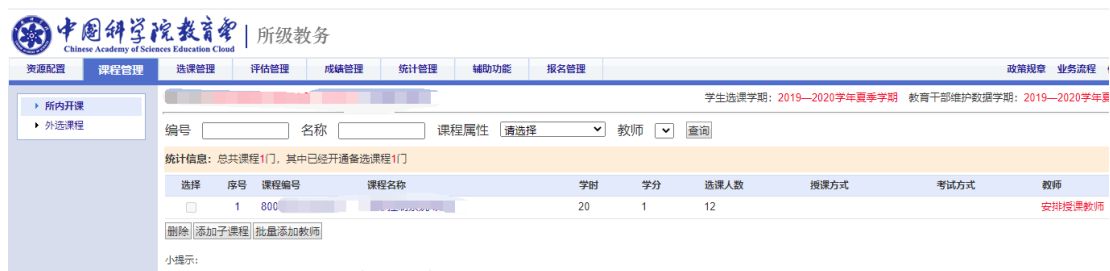 中国科学院教育云 所级教务
Chinese Academy of Sciences Education Cloud
资源配置 课程管理 选课管理 评估管理 成绩管理 统计管理 辅助功能 报名管理 政策规章 业务流程
所内开课
外选课程
学生选课学期：2019—2020学年夏季学期 教育干部维护数据学期：2019—2020学年夏
编号 名称 课程属性 请选择 教师 查询
统计信息：总共课程1门，其中已经开通备选课程1门
选择 序号 课程编号 课程名称 学时 学分 选课人数 授课方式 考试方式 教师
1 800 20 1 12 安排授课教师
删除 添加子课程 批量添加教师
小提示：